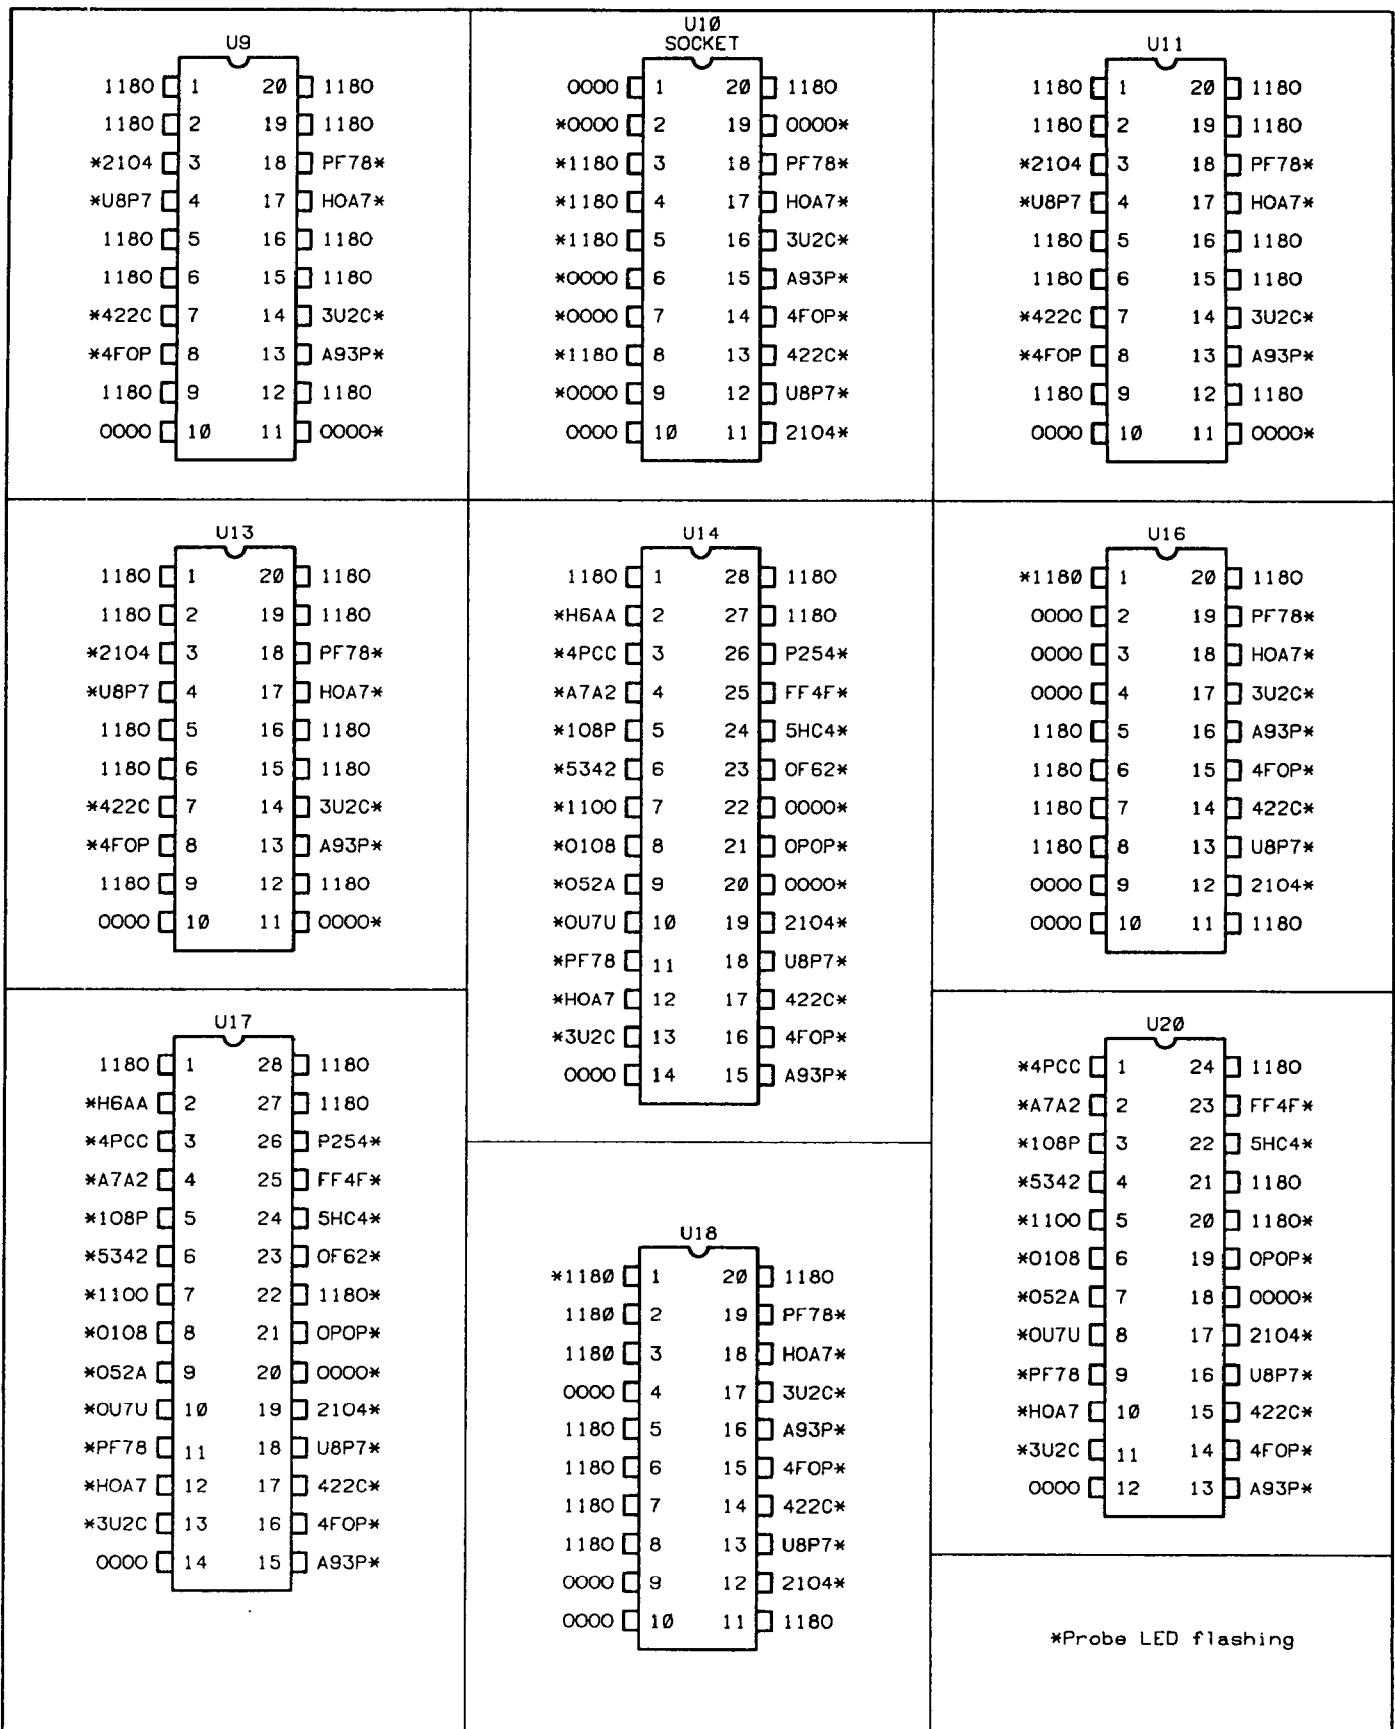 U9
1180 1 20 1180
1180 2 19 1180
*2104 3 18 PF78*
*U8P7 4 17 HOA7*
1180 5 16 1180
1180 6 15 1180
*422C 7 14 3U2C*
*4FOP 8 13 A93P*
1180 9 12 1180
0000 10 11 0000*
U10
SOCKET
0000 1 20 1180
*0000 2 19 0000*
*1180 3 18 PF78*
*1180 4 17 HOA7*
*1180 5 16 3U2C*
*0000 6 15 A93P*
*0000 7 14 4FOP*
*1180 8 13 422C*
*0000 9 12 U8P7*
0000 10 11 2104*
U11
1180 1 20 1180
1180 2 19 1180
*2104 3 18 PF78*
*U8P7 4 17 HOA7*
1180 5 16 1180
1180 6 15 1180
*422C 7 14 3U2C*
*4FOP 8 13 A93P*
1180 9 12 1180
0000 10 11 0000*
U13
1180 1 20 1180
1180 2 19 1180
*2104 3 18 PF78*
*U8P7 4 17 HOA7*
1180 5 16 1180
1180 6 15 1180
*422C 7 14 3U2C*
*4FOP 8 13 A93P*
1180 9 12 1180
0000 10 11 0000*
U14
1180 1 28 1180
*H6AA 2 27 1180
*4PCC 3 26 P254*
*A7A2 4 25 FF4F*
*108P 5 24 5HC4*
*5342 6 23 OF62*
*1100 7 22 0000*
*0108 8 21 OPOP*
*052A 9 20 0000*
*0U7U 10 19 2104*
*PF78 11 18 U8P7*
*HOA7 12 17 422C*
*3U2C 13 16 4FOP*
0000 14 15 A93P*
U16
*1180 1 20 1180
0000 2 19 PF78*
0000 3 18 HOA7*
0000 4 17 3U2C*
1180 5 16 A93P*
1180 6 15 4FOP*
1180 7 14 422C*
1180 8 13 U8P7*
0000 9 12 2104*
0000 10 11 1180
U17
1180 1 28 1180
*H6AA 2 27 1180
*4PCC 3 26 P254*
*A7A2 4 25 FF4F*
*108P 5 24 5HC4*
*5342 6 23 OF62*
*1100 7 22 1180*
*0108 8 21 OPOP*
*052A 9 20 0000*
*0U7U 10 19 2104*
*PF78 11 18 U8P7*
*HOA7 12 17 422C*
*3U2C 13 16 4FOP*
0000 14 15 A93P*
U18
*1180 1 20 1180
1180 2 19 PF78*
1180 3 18 HOA7*
0000 4 17 3U2C*
1180 5 16 A93P*
1180 6 15 4FOP*
1180 7 14 422C*
1180 8 13 U8P7*
0000 9 12 2104*
0000 10 11 1180
U20
*4PCC 1 24 1180
*A7A2 2 23 FF4F*
*108P 3 22 5HC4*
*5342 4 21 1180
*1100 5 20 1180*
*0108 6 19 OPOP*
*052A 7 18 0000*
*0U7U 8 17 2104*
*PF78 9 16 U8P7*
*HOA7 10 15 422C*
*3U2C 11 14 4FOP*
0000 12 13 A93P*
*Probe LED flashing